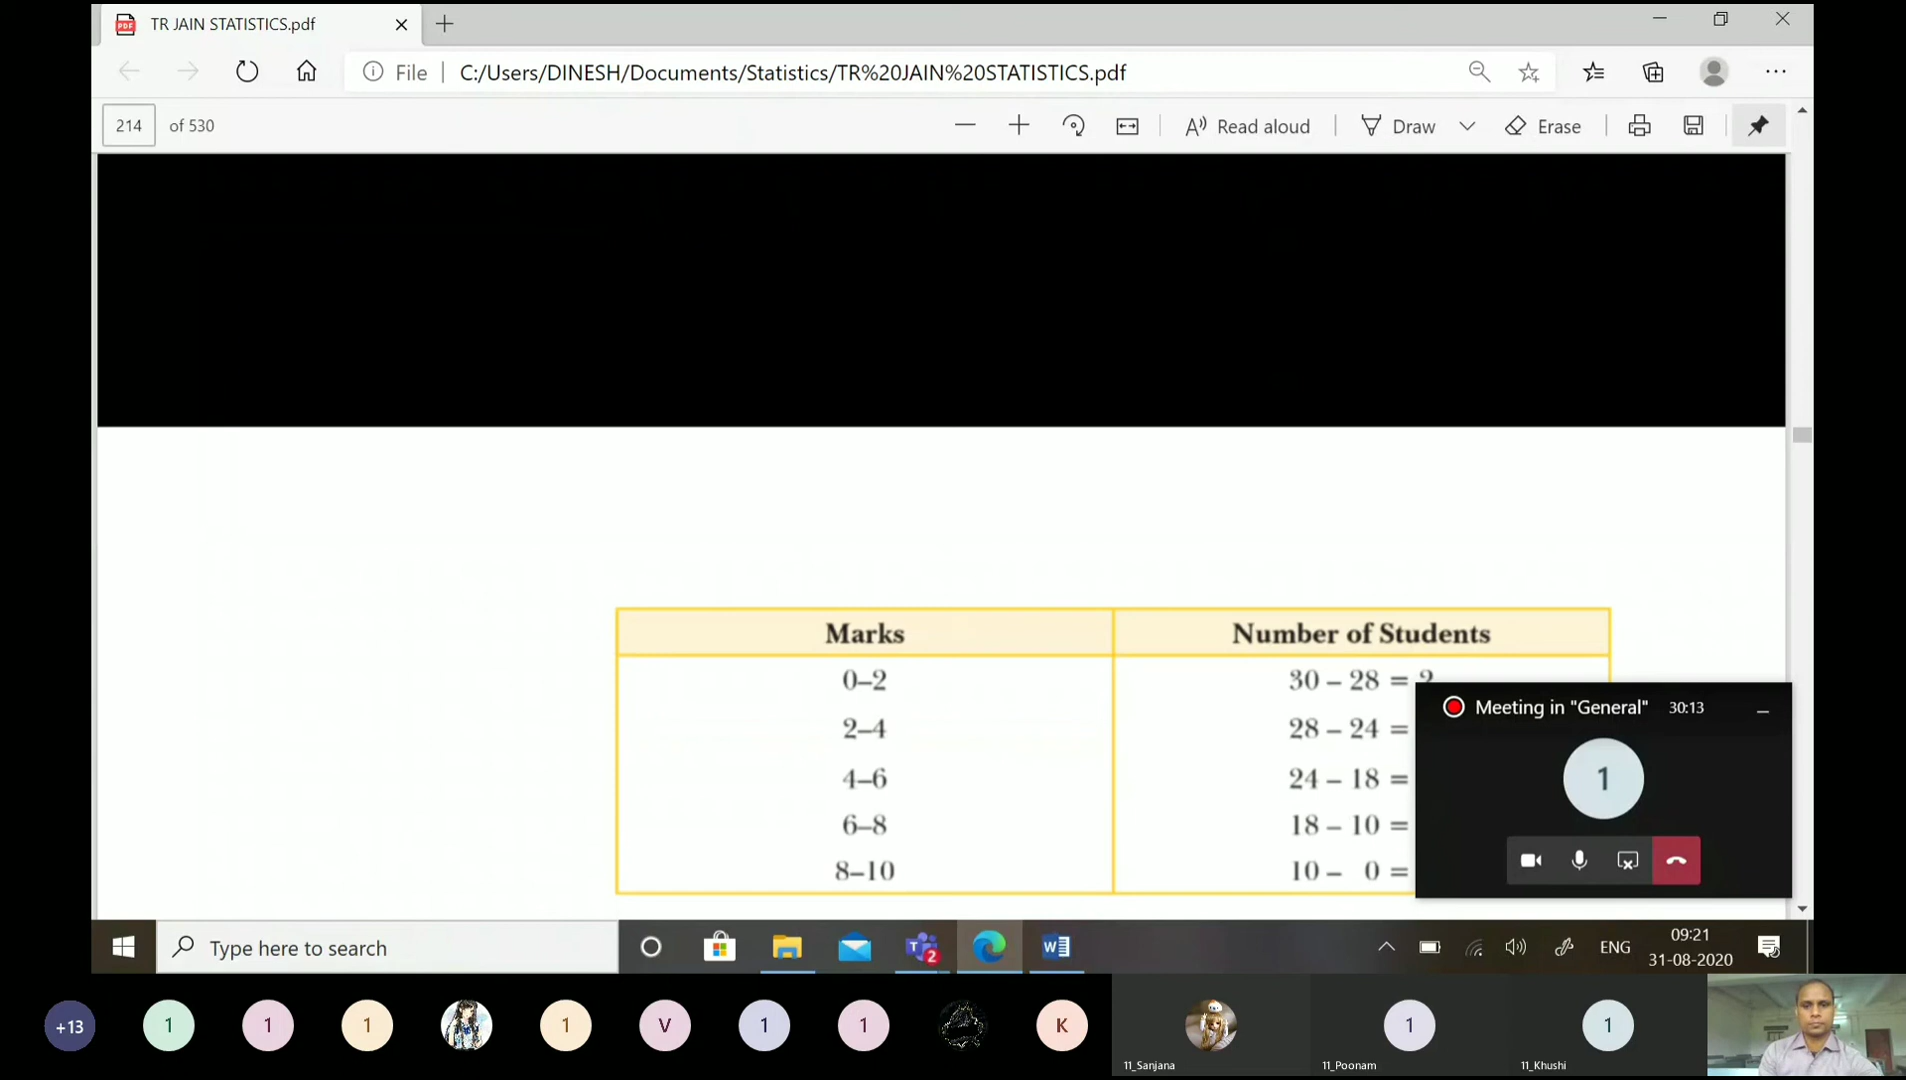 TR JAIN STATISTICS.pdf
File C:/Users/DINESH/Documents/Statistics/TR%20JAIN%20STATISTICS.pdf
214 of 530
Read aloud Draw Erase
Marks Number of Students
0–2 30 – 28 = 2
2–4 28 – 24 =
4–6 24 – 18 =
6–8 18 – 10 =
8–10 10 – 0 =
Meeting in "General" 30:13
1
Type here to search
2
ENG
09:21
31-08-2020
+13 1 1 1 1 V 1 1 K 1 1
11_Sanjana 11_Poonam 11_Khushi